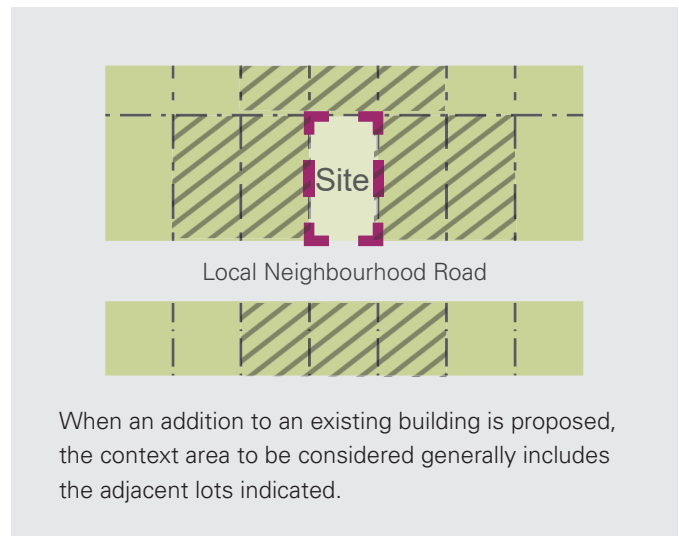 Site
Local Neighbourhood Road
When an addition to an existing building is proposed,
the context area to be considered generally includes
the adjacent lots indicated.